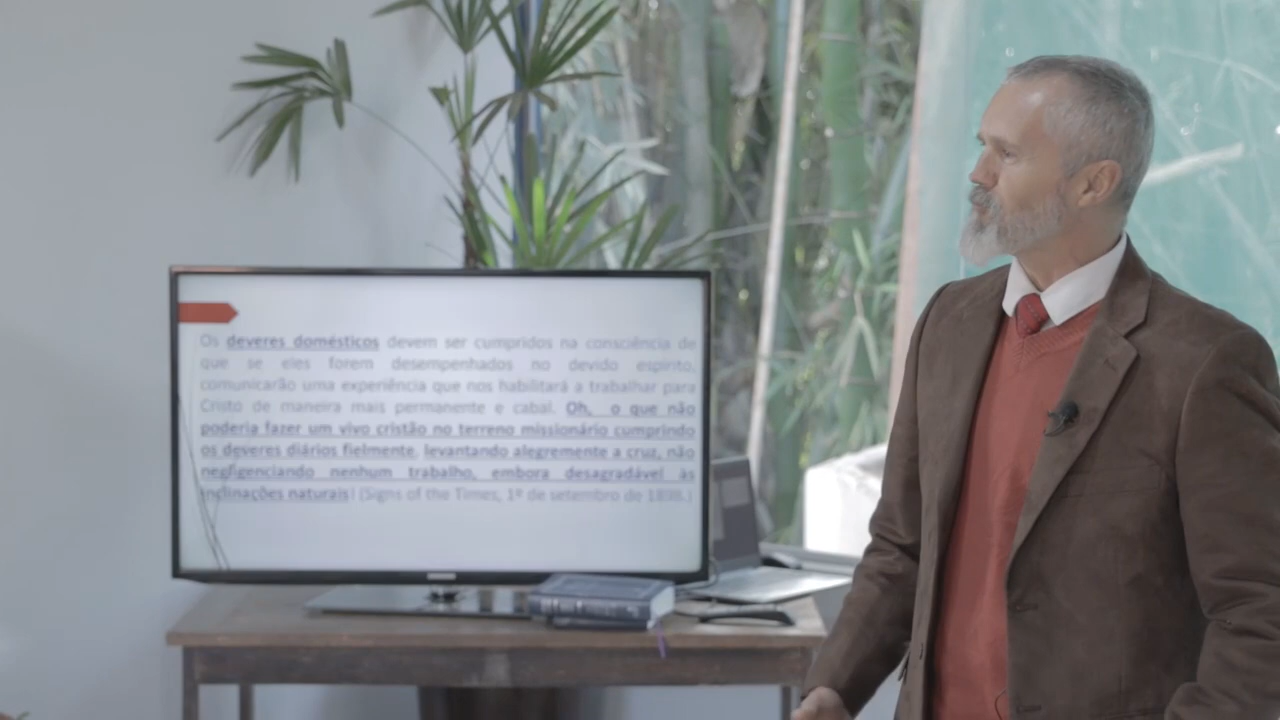 Os deveres domésticos devem ser cumpridos na consciência de
que se eles forem desempenhados no devido espírito,
comunicarão uma experiência que nos habilitará a trabalhar para
Cristo de maneira mais permanente e cabal. Oh, o que não
poderia fazer um vivo cristão no terreno missionário cumprindo
os deveres diários fielmente, levantando alegremente a cruz, não
negligenciando nenhum trabalho, embora desagradável às
inclinações naturais! (Signs of the Times, 1º de setembro de 1898.)